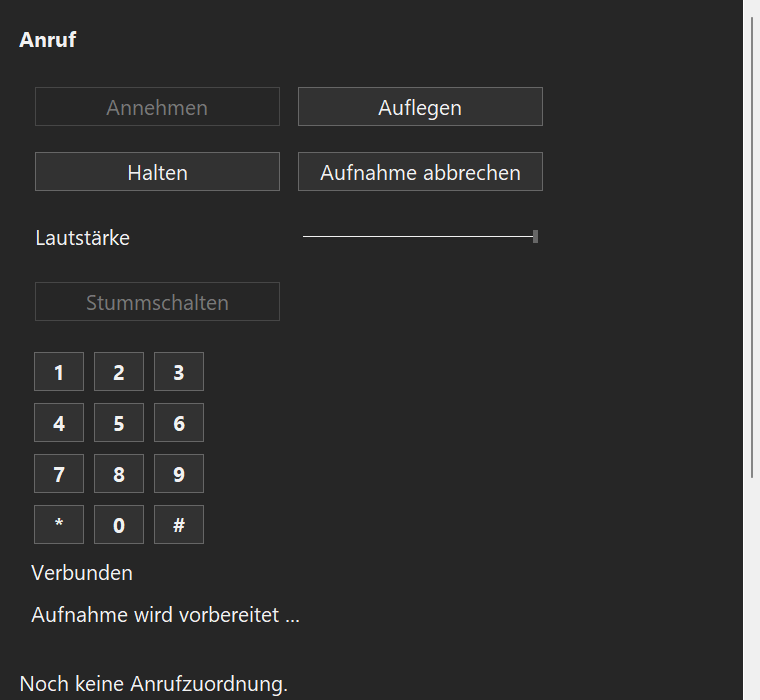 Anruf
Annehmen Auflegen
Halten Aufnahme abbrechen
Lautstärke
Stummschalten
1 2 3
4 5 6
7 8 9
* 0 #
Verbunden
Aufnahme wird vorbereitet ...
Noch keine Anrufzuordnung.